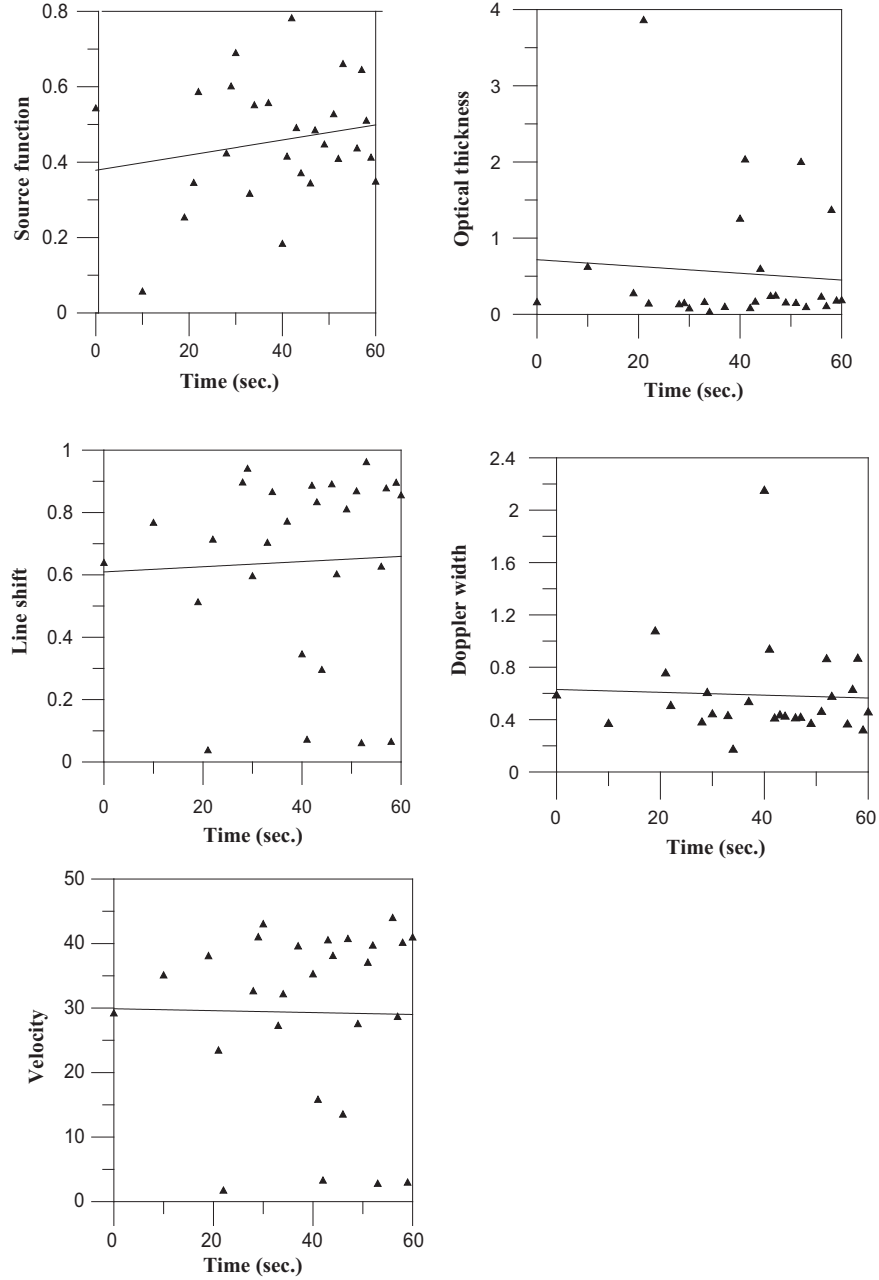 0.8
0.6
0.4
0.2
0
Source function
0 20 40 60
Time (sec.)
4
3
2
1
0
Optical thickness
0 20 40 60
Time (sec.)
1
0.8
0.6
0.4
0.2
0
Line shift
0 20 40 60
Time (sec.)
2.4
2
1.6
1.2
0.8
0.4
0
Doppler width
0 20 40 60
Time (sec.)
50
40
30
20
10
0
Velocity
0 20 40 60
Time (sec.)